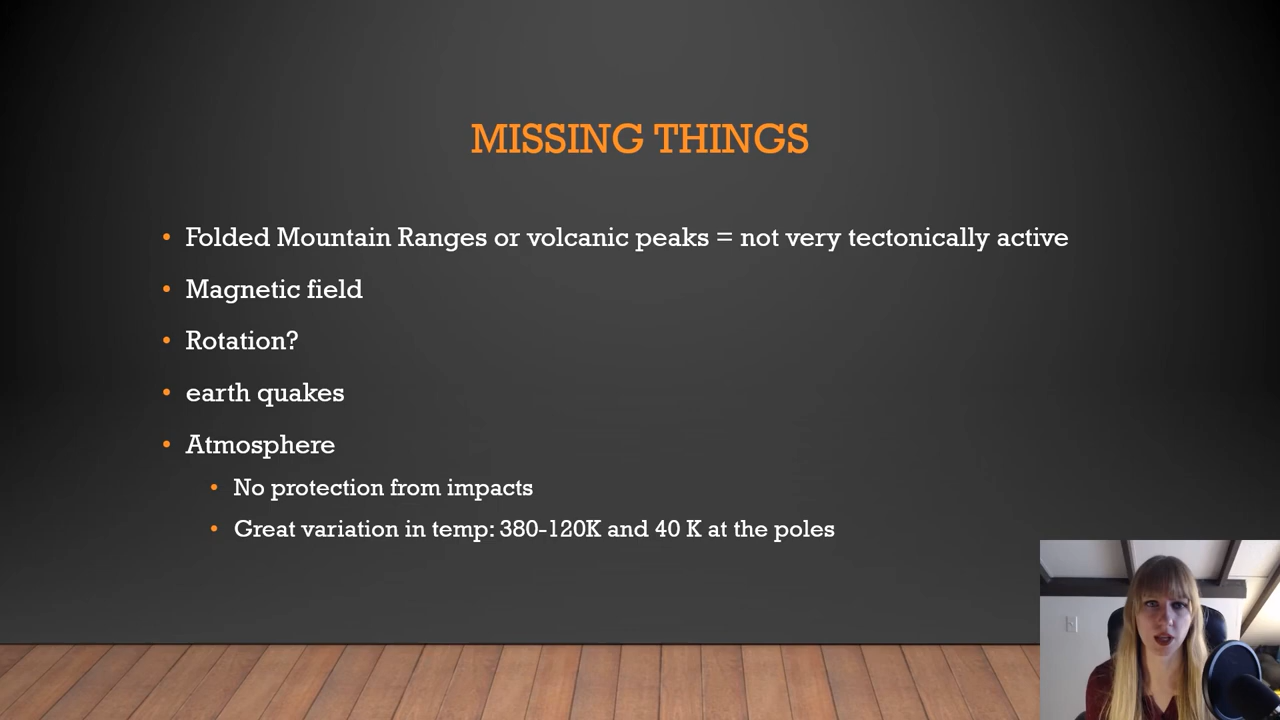 MISSING THINGS
• Folded Mountain Ranges or volcanic peaks = not very tectonically active
• Magnetic field
• Rotation?
• earth quakes
• Atmosphere
• No protection from impacts
• Great variation in temp: 380-120K and 40 K at the poles